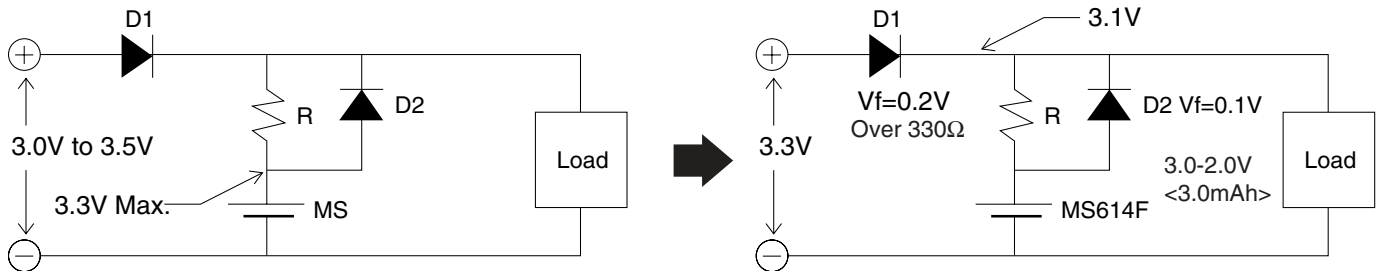 D1
+
R
D2
3.0V to 3.5V
Load
3.3V Max.
MS
−
D1
3.1V
+
Vf=0.2V
Over 330Ω
R
D2 Vf=0.1V
3.3V
Load
3.0-2.0V
<3.0mAh>
MS614F
−